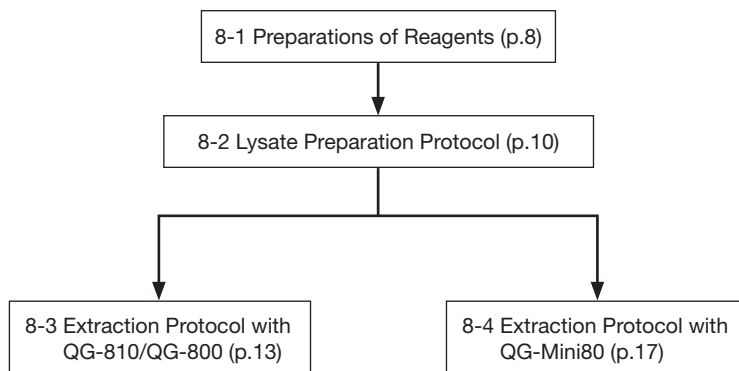 8-1 Preparations of Reagents (p.8)
8-2 Lysate Preparation Protocol (p.10)
8-3 Extraction Protocol with
QG-810/QG-800 (p.13)
8-4 Extraction Protocol with
QG-Mini80 (p.17)